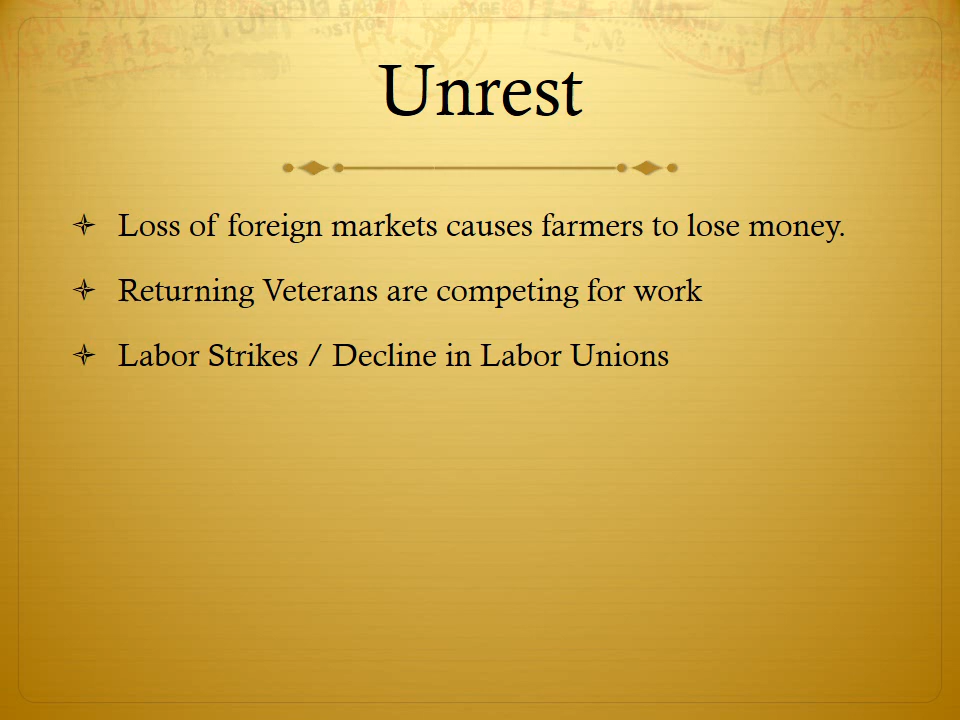 Unrest
Loss of foreign markets causes farmers to lose money.
Returning Veterans are competing for work
Labor Strikes / Decline in Labor Unions